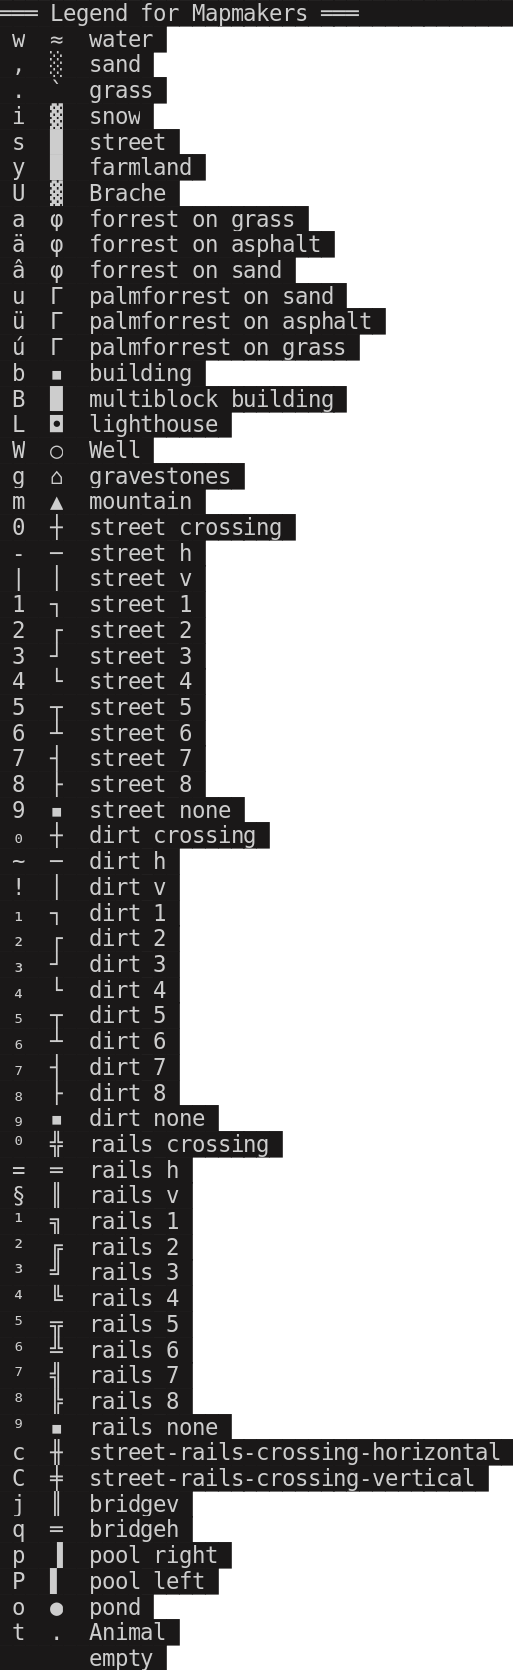 ═══ Legend for Mapmakers ═══
w ≈ water
, ░ sand
. ` grass
i ▓ snow
s █ street
y █ farmland
U ▓ Brache
a φ forrest on grass
ä φ forrest on asphalt
â φ forrest on sand
u Γ palmforrest on sand
ü Γ palmforrest on asphalt
ú Γ palmforrest on grass
b ▪ building
B █ multiblock building
L ◘ lighthouse
W ○ Well
g ⌂ gravestones
m ▲ mountain
0 ┼ street crossing
- ─ street h
| │ street v
1 ┐ street 1
2 ┌ street 2
3 ┘ street 3
4 └ street 4
5 ┬ street 5
6 ┴ street 6
7 ┤ street 7
8 ├ street 8
9 ▪ street none
₀ ┼ dirt crossing
~ ─ dirt h
! │ dirt v
₁ ┐ dirt 1
₂ ┌ dirt 2
₃ ┘ dirt 3
₄ └ dirt 4
₅ ┬ dirt 5
₆ ┴ dirt 6
₇ ┤ dirt 7
₈ ├ dirt 8
₉ ▪ dirt none
⁰ ╬ rails crossing
= ═ rails h
§ ║ rails v
¹ ╗ rails 1
² ╔ rails 2
³ ╝ rails 3
⁴ ╚ rails 4
⁵ ╦ rails 5
⁶ ╩ rails 6
⁷ ╣ rails 7
⁸ ╠ rails 8
⁹ ▪ rails none
c ╫ street-rails-crossing-horizontal
C ╪ street-rails-crossing-vertical
j ║ bridgev
q ═ bridgeh
p ▐ pool right
P ▌ pool left
o ● pond
t . Animal
empty